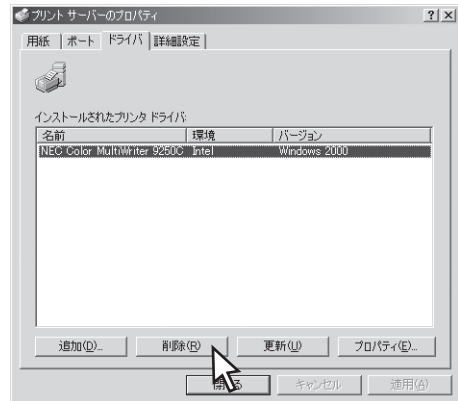 プリント サーバーのプロパティ ? ×
用紙 ポート ドライバ 詳細設定
インストールされたプリンタ ドライバ:
名前 環境 バージョン
NEC Color MultiWriter 9250C Intel Windows 2000
追加(D)... 削除(R) 更新(U) プロパティ(E)...
閉じる キャンセル 適用(A)